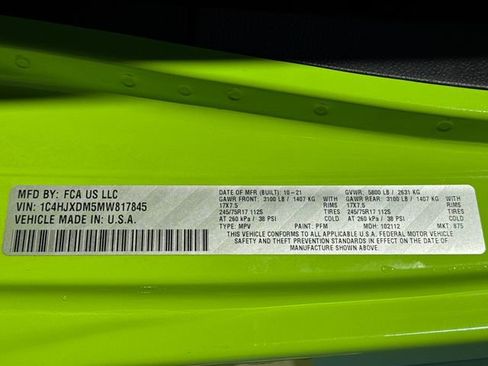 MFD BY: FCA US LLC
VIN: 1C4HJXDM5MW817845
VEHICLE MADE IN: U.S.A.
DATE OF MFR (BUILT): 10-21
GVWR: 5800 LB / 2631 KG
GAWR FRONT: 3100 LB / 1407 KG WITH
GAWR REAR: 3100 LB / 1407 KG WITH
17X7.5 RIMS
17X7.5 RIMS
245/75R17 112S TIRES
245/75R17 112S TIRES
AT 260 kPa / 38 PSI COLD
AT 260 kPa / 38 PSI COLD
TYPE: MPV PAINT: PFM MDH: 102112 MKT: 875
THIS VEHICLE CONFORMS TO ALL APPLICABLE U.S.A. FEDERAL MOTOR VEHICLE
SAFETY AND THEFT PREVENTION STANDARDS IN EFFECT ON THE DATE OF
MANUFACTURE SHOWN ABOVE.